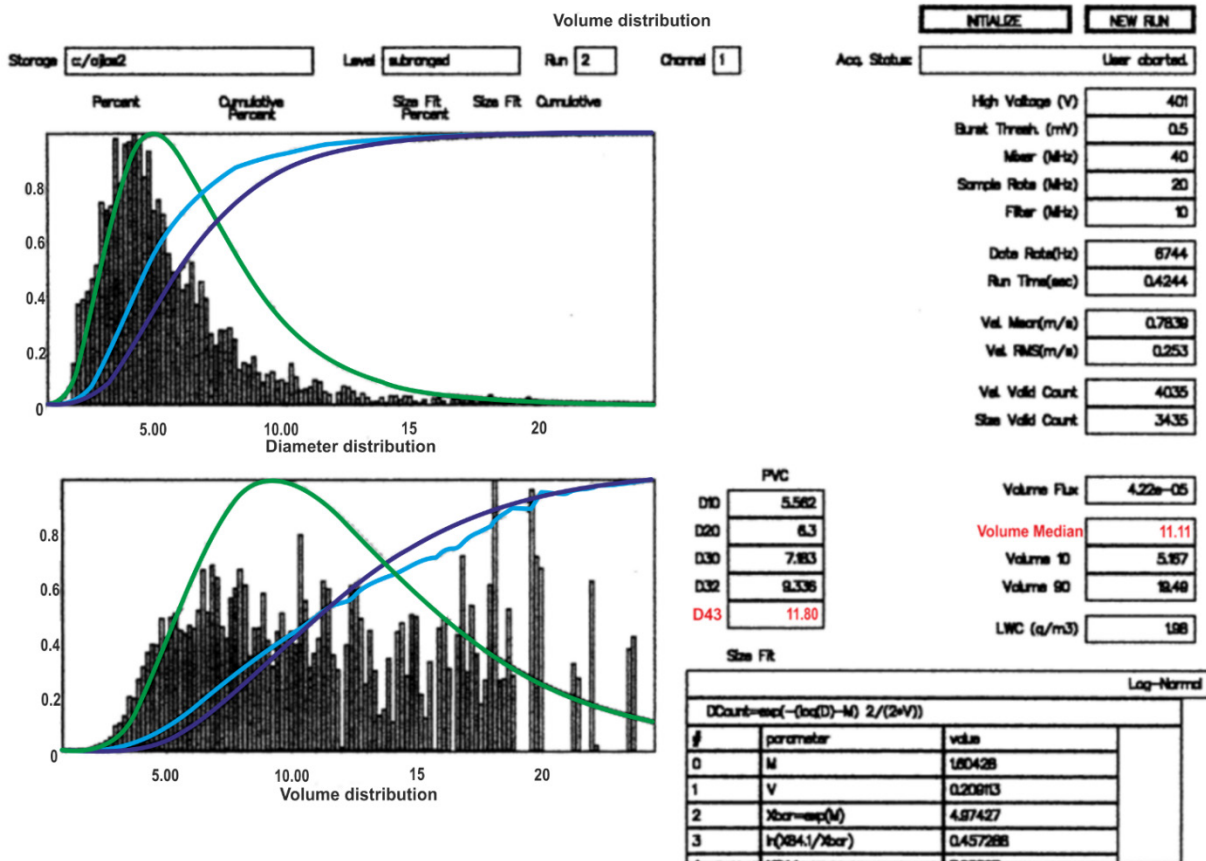 Volume distribution
INITIALIZE NEW RUN
Storage c:/ojios2 Level subranged Run 2 Channel 1 Acq. Status: User aborted.
Percent Cumulative Percent Size Fit Percent Size Fit Cumulative
High Voltage (V) 401
Burst Thresh. (mV) 0.5
Mixer (MHz) 40
Sample Rate (MHz) 20
Filter (MHz) 10
Data Rate(Hz) 6744
Run Time(sec) 0.4244
Vel. Mean(m/s) 0.7839
Vel. RMS(m/s) 0.253
Vel. Valid Count 4035
Size Valid Count 3435
0.8
0.6
0.4
0.2
0
5.00 10.00 15 20
Diameter distribution
PVC
D10 5.562
D20 6.3
D30 7.183
D32 9.336
D43 11.80
Volume Flux 4.22e-05
Volume Median 11.11
Volume 10 5.167
Volume 90 19.49
LWC (g/m3) 1.98
0.8
0.6
0.4
0.2
0
5.00 10.00 15 20
Volume distribution
Size Fit
Log-Normal
DCount=exp(-(log(D)-M) 2/(2*V))
# parameter value
0 M 1.60428
1 V 0.209113
2 Xbar=exp(M) 4.97427
3 ln(X84.1/Xbar) 0.457288